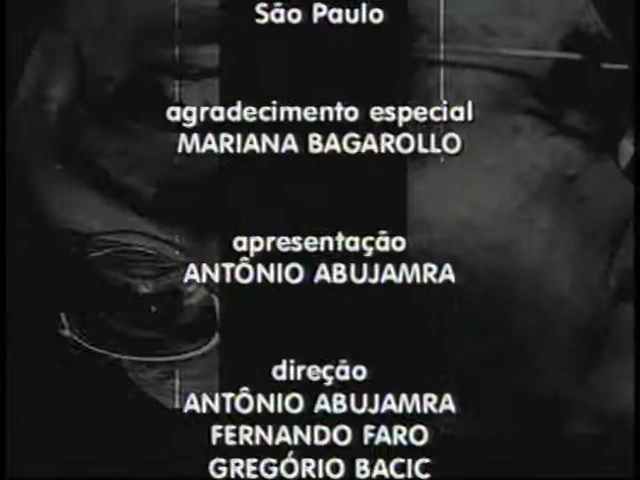 São Paulo
agradecimento especial
MARIANA BAGAROLLO
apresentação
ANTÔNIO ABUJAMRA
direção
ANTÔNIO ABUJAMRA
FERNANDO FARO
GREGÓRIO BACIC